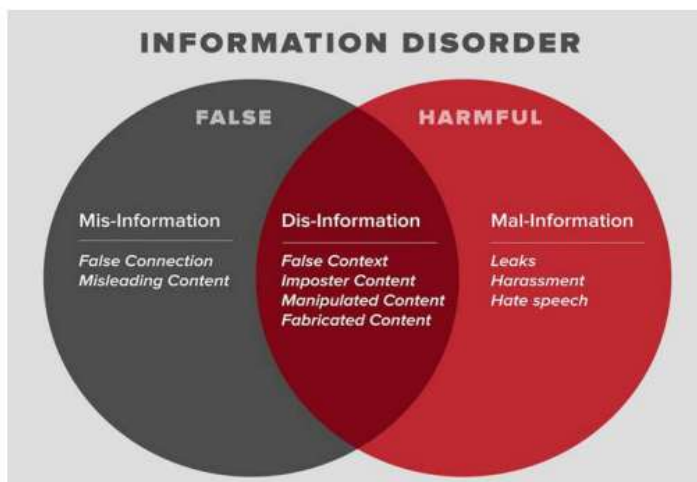 INFORMATION DISORDER
FALSE
HARMFUL
Mis-Information
False Connection
Misleading Content
Dis-Information
False Context
Imposter Content
Manipulated Content
Fabricated Content
Mal-Information
Leaks
Harassment
Hate speech